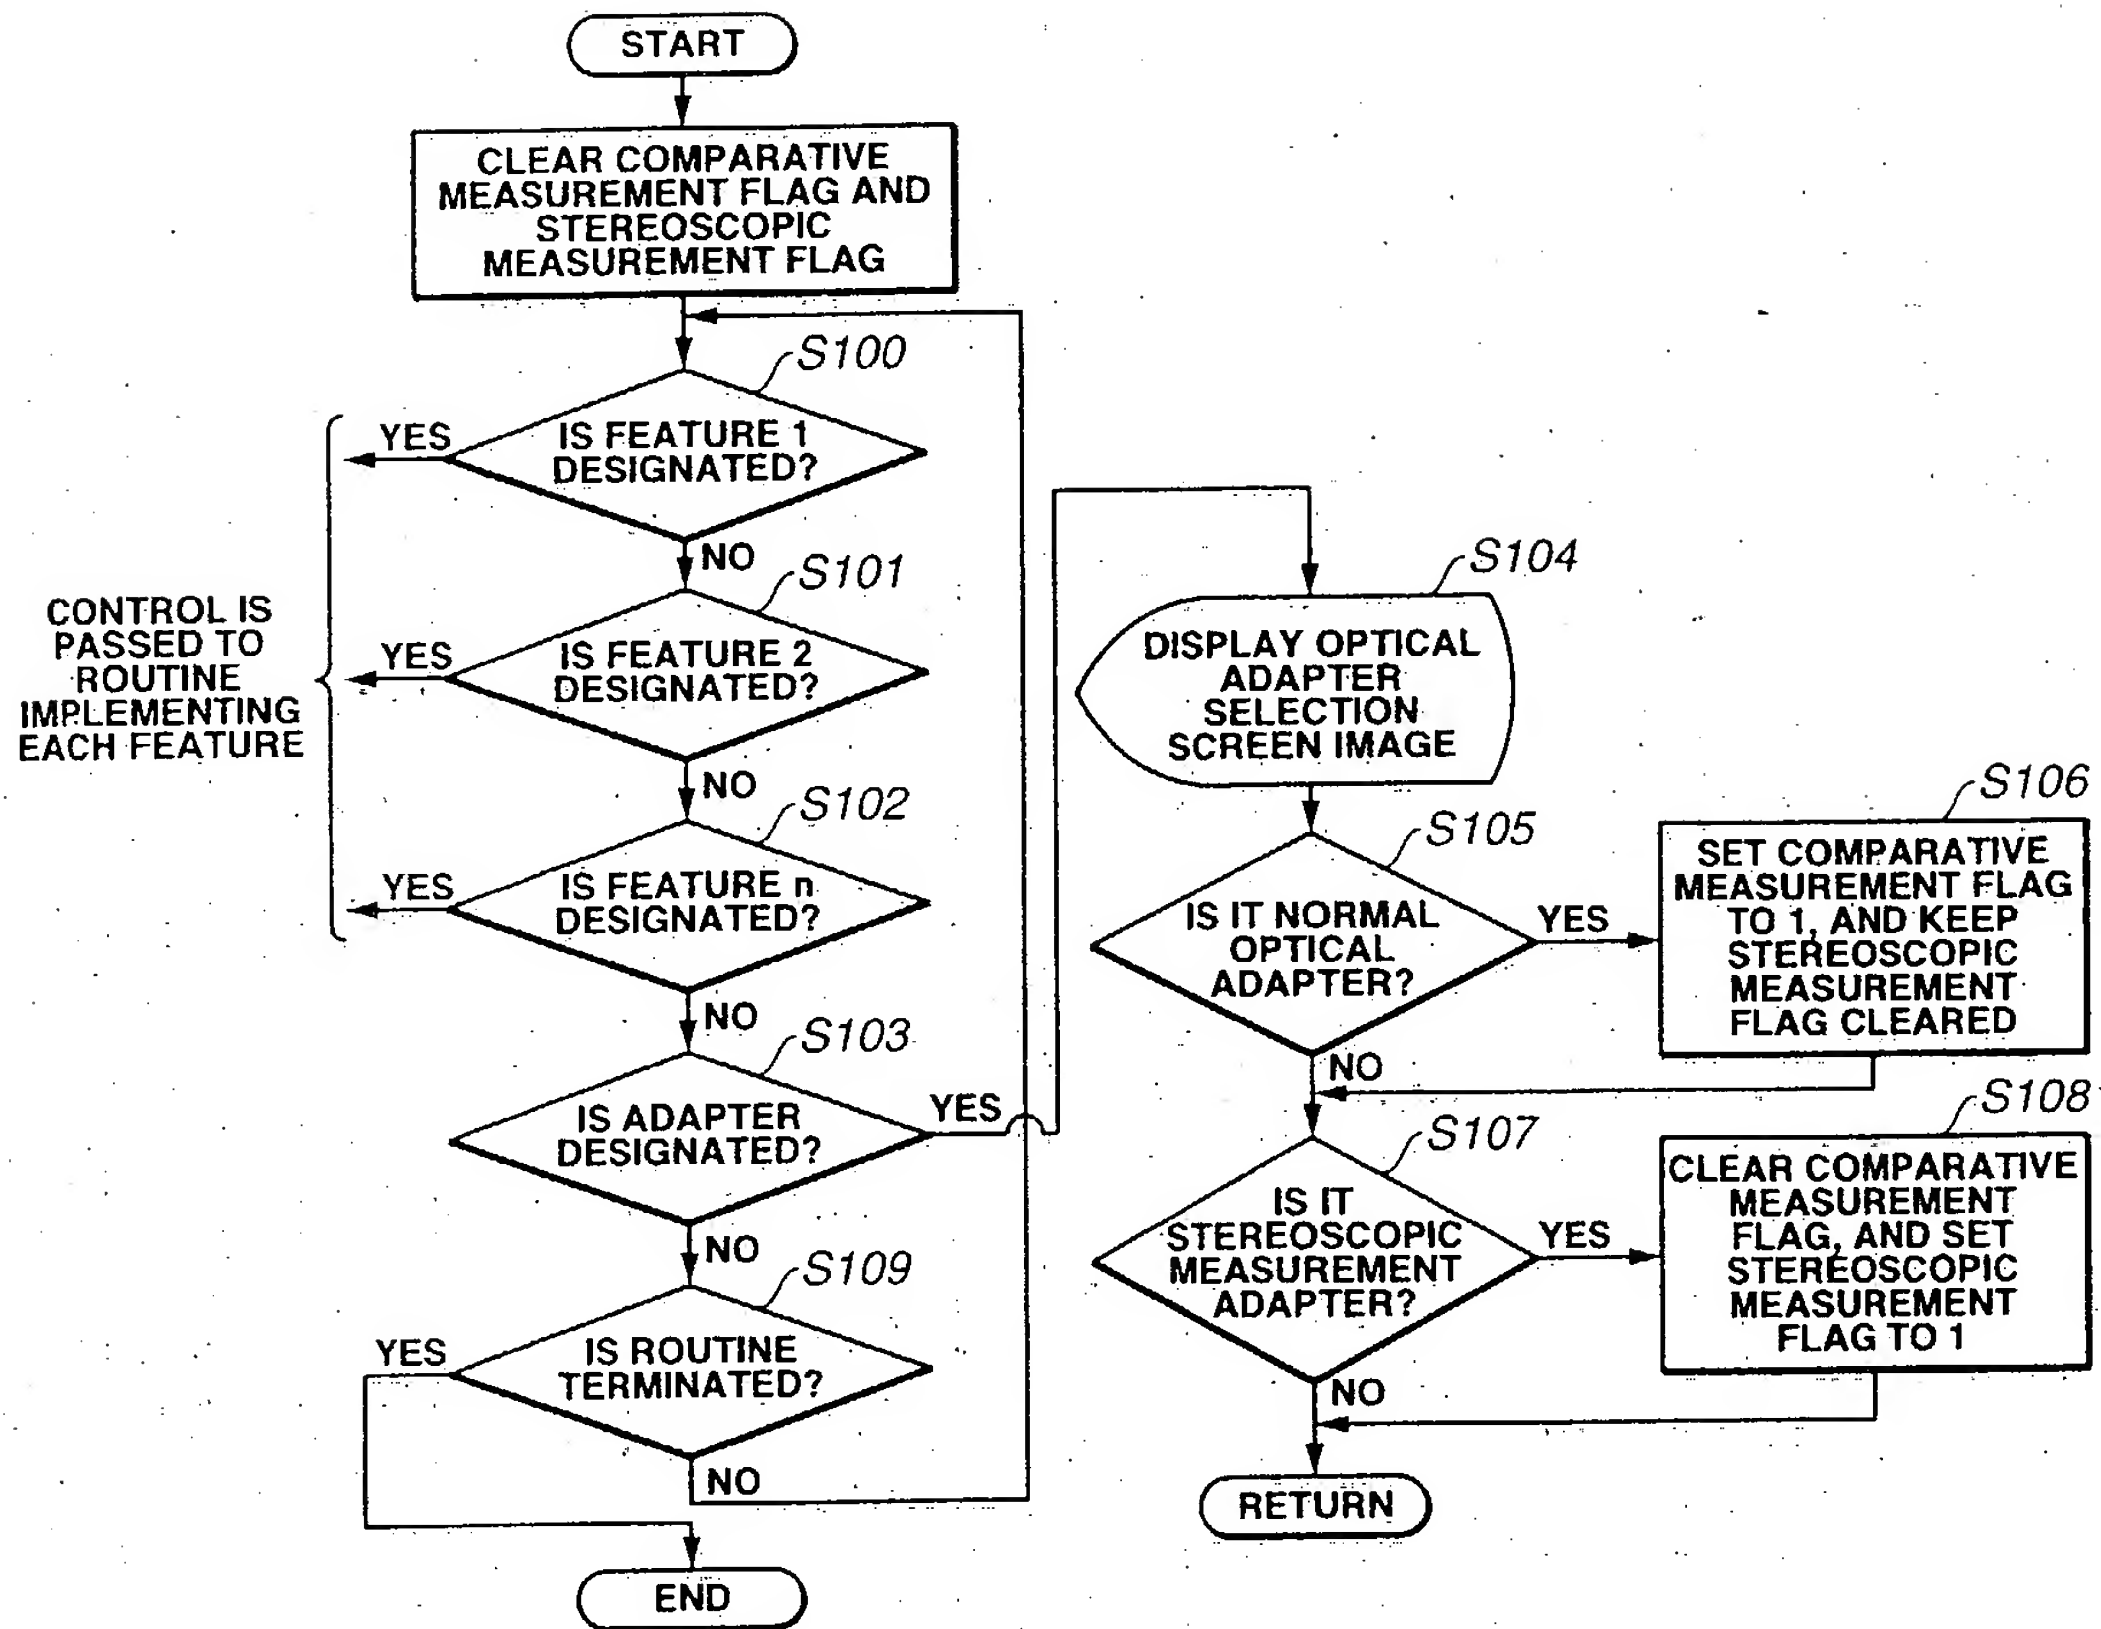 START
CLEAR COMPARATIVE
MEASUREMENT FLAG AND
STEREOSCOPIC
MEASUREMENT FLAG
S100
IS FEATURE 1
DESIGNATED?
YES
NO
S101
IS FEATURE 2
DESIGNATED?
YES
NO
CONTROL IS
PASSED TO
ROUTINE
IMPLEMENTING
EACH FEATURE
S102
IS FEATURE n
DESIGNATED?
YES
NO
S103
IS ADAPTER
DESIGNATED?
YES
NO
S109
IS ROUTINE
TERMINATED?
YES
NO
END
S104
DISPLAY OPTICAL
ADAPTER
SELECTION
SCREEN IMAGE
S105
IS IT NORMAL
OPTICAL
ADAPTER?
YES
NO
S106
SET COMPARATIVE
MEASUREMENT FLAG
TO 1, AND KEEP
STEREOSCOPIC
MEASUREMENT
FLAG CLEARED
S107
IS IT
STEREOSCOPIC
MEASUREMENT
ADAPTER?
YES
NO
S108
CLEAR COMPARATIVE
MEASUREMENT
FLAG, AND SET
STEREOSCOPIC
MEASUREMENT
FLAG TO 1
RETURN